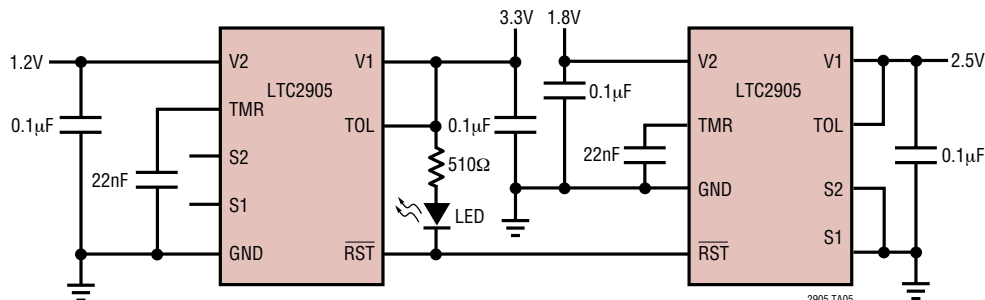 3.3V 1.8V
1.2V V2 V1 V2 V1 2.5V
LTC2905 0.1µF LTC2905
TMR
0.1µF TOL 0.1µF TMR TOL
S2 510Ω 22nF 0.1µF
22nF GND S2
S1 LED
S1
GND RST RST
2905 TA05